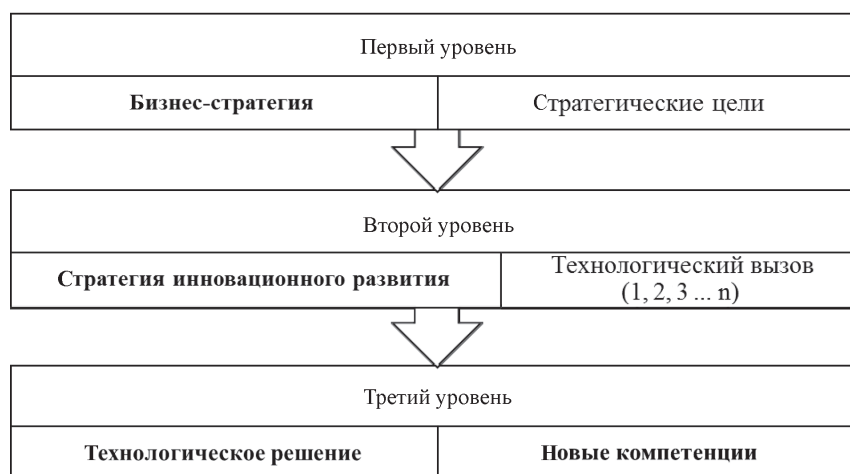 Первый уровень
Бизнес-стратегия
Стратегические цели
Второй уровень
Стратегия инновационного развития
Технологический вызов
(1, 2, 3 ... n)
Третий уровень
Технологическое решение
Новые компетенции